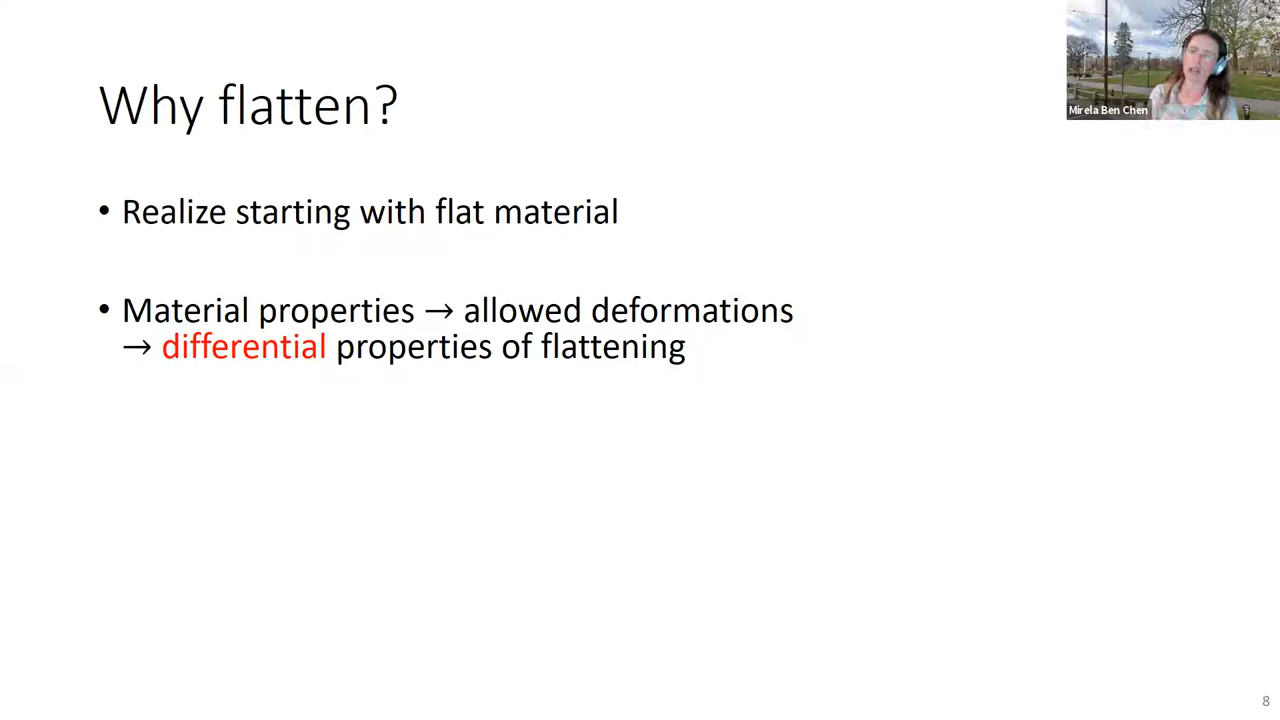 Why flatten?
Mirela Ben Chen
• Realize starting with flat material
• Material properties → allowed deformations
→ differential properties of flattening
8